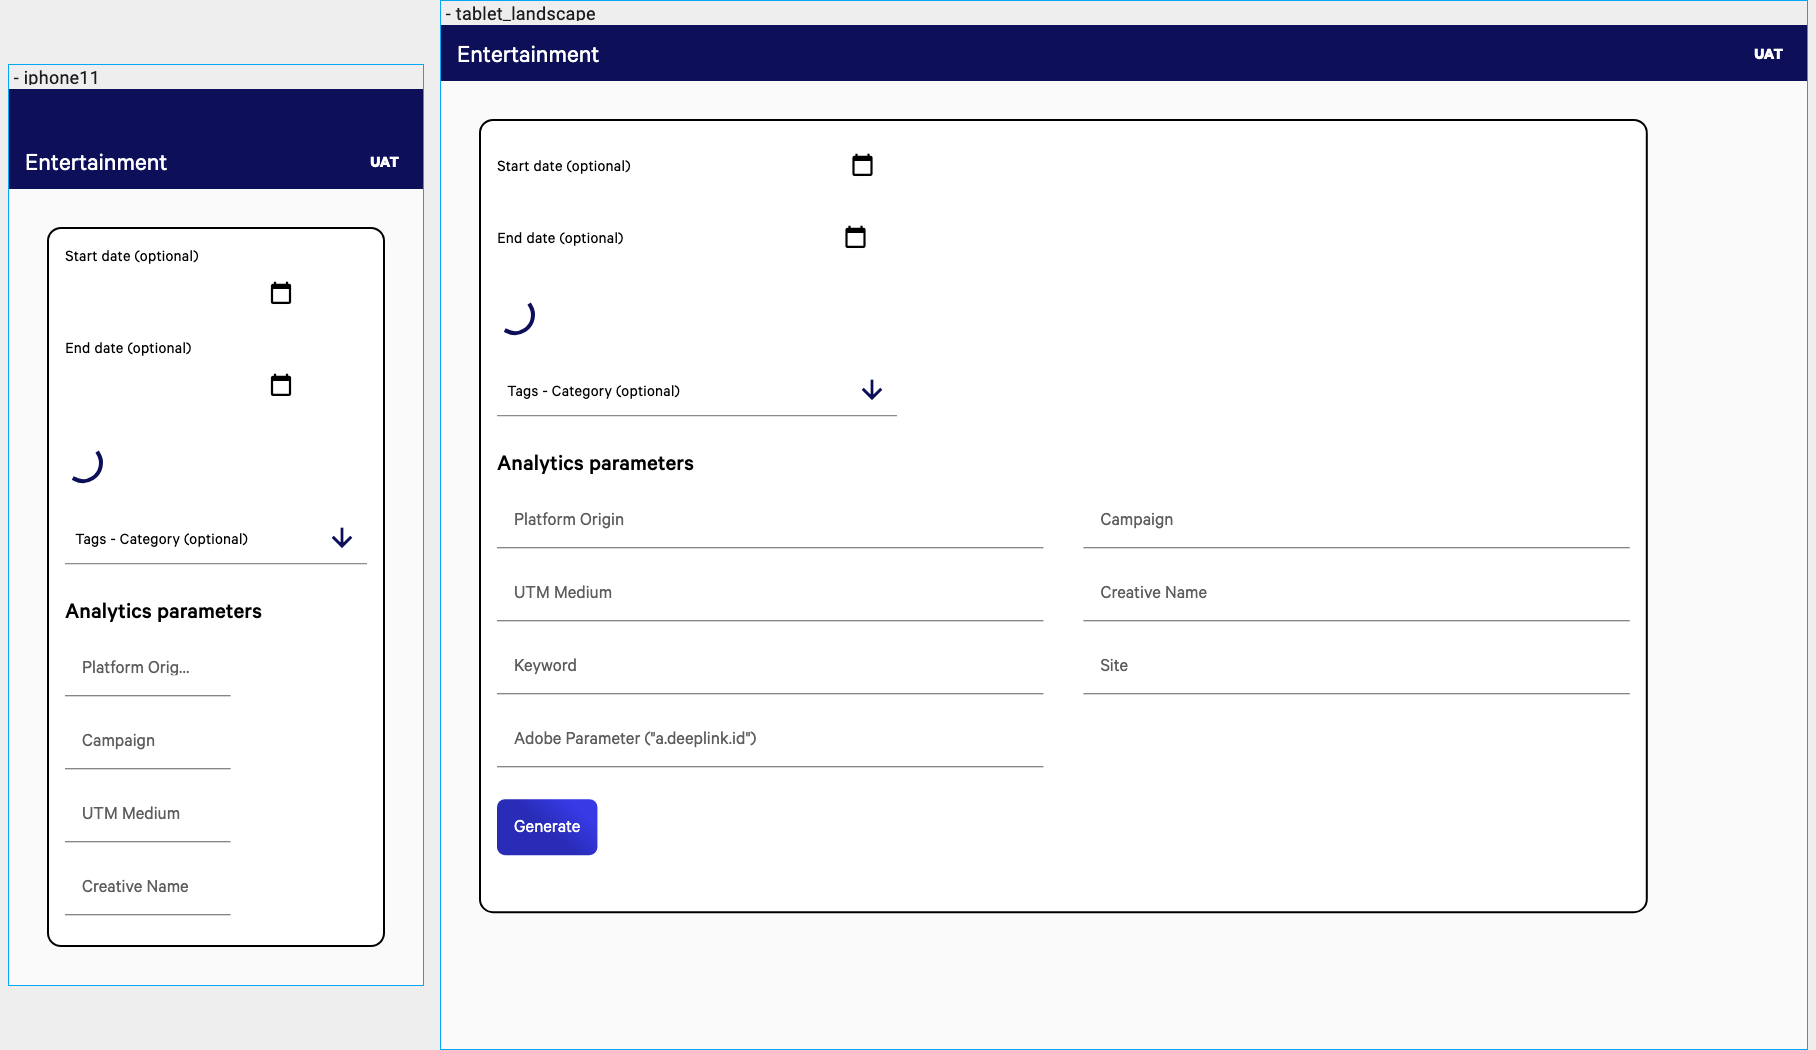 - iphone11
Entertainment
UAT
Start date (optional)
End date (optional)
Tags - Category (optional)
Analytics parameters
Platform Orig...
Campaign
UTM Medium
Creative Name
- tablet_landscape
Entertainment
UAT
Start date (optional)
End date (optional)
Tags - Category (optional)
Analytics parameters
Platform Origin
Campaign
UTM Medium
Creative Name
Keyword
Site
Adobe Parameter ("a.deeplink.id")
Generate